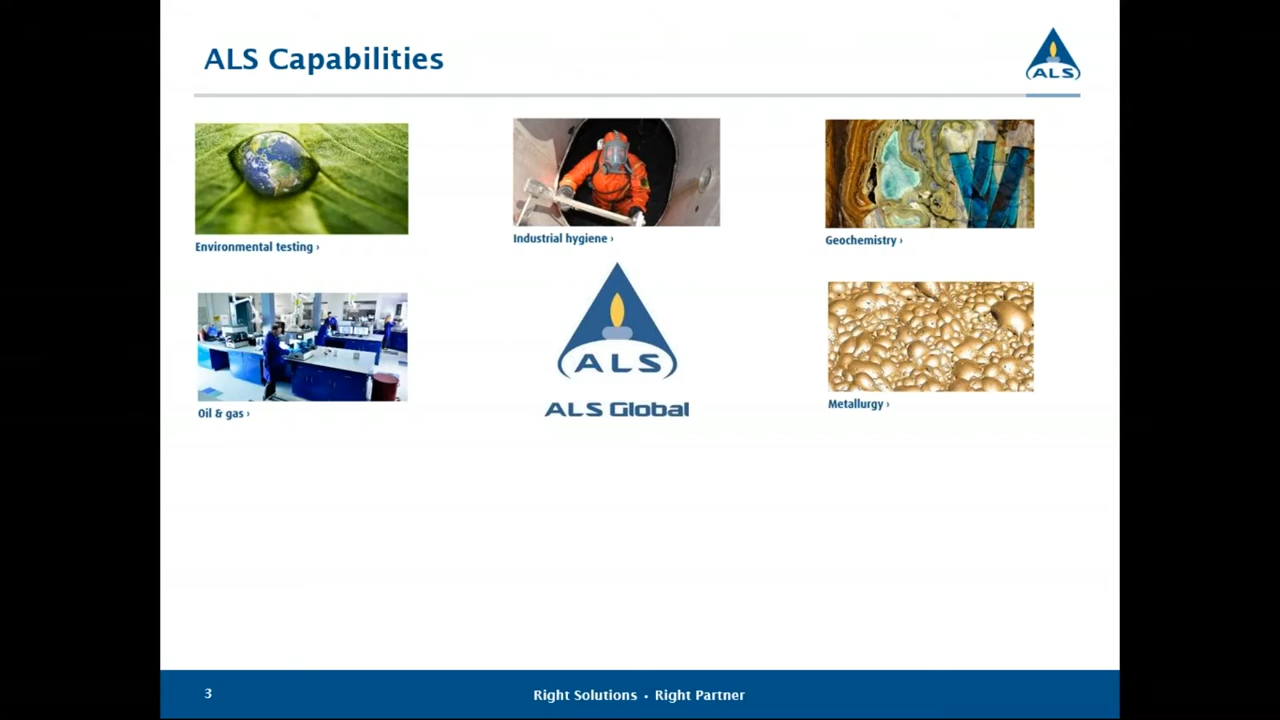 ALS Capabilities
ALS
Environmental testing ›
Industrial hygiene ›
Geochemistry ›
ALS
ALS Global
Oil & gas ›
Metallurgy ›
3
Right Solutions • Right Partner